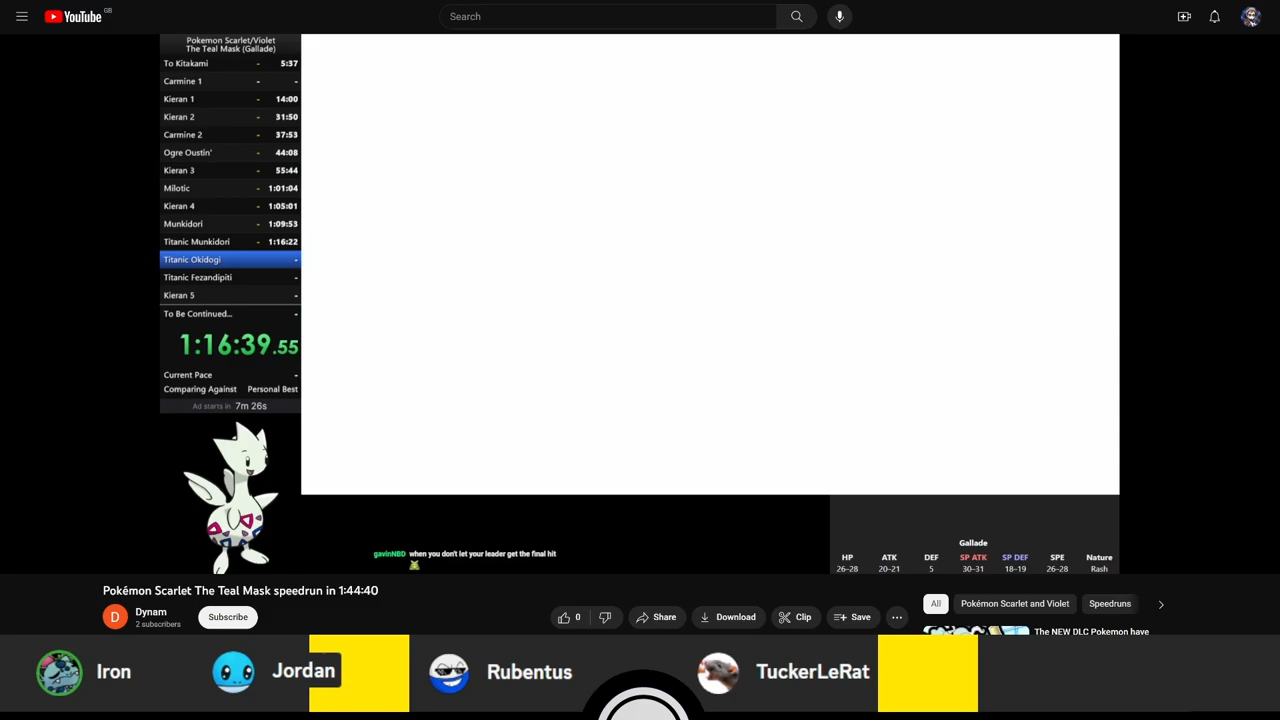 YouTube GB
Search
Pokemon Scarlet/Violet
The Teal Mask (Gallade)
To Kitakami - 5:37
Carmine 1 - -
Kieran 1 - 14:00
Kieran 2 - 31:50
Carmine 2 - 37:53
Ogre Oustin' - 44:08
Kieran 3 - 55:44
Milotic - 1:01:04
Kieran 4 - 1:05:01
Munkidori - 1:09:53
Titanic Munkidori - 1:16:22
Titanic Okidogi -
Titanic Fezandipiti -
Kieran 5 -
To Be Continued... -
1:16:39.55
Current Pace -
Comparing Against Personal Best
Ad starts in 7m 26s
gavinNBD when you don't let your leader get the final hit
Gallade
HP ATK DEF SP ATK SP DEF SPE Nature
26-28 20-21 5 30-31 18-19 26-28 Rash
Pokémon Scarlet The Teal Mask speedrun in 1:44:40
D Dynam
2 subscribers
Subscribe
0
Share
Download
Clip
Save
All Pokémon Scarlet and Violet Speedruns
The NEW DLC Pokemon have
Iron Jordan Rubentus TuckerLeRat